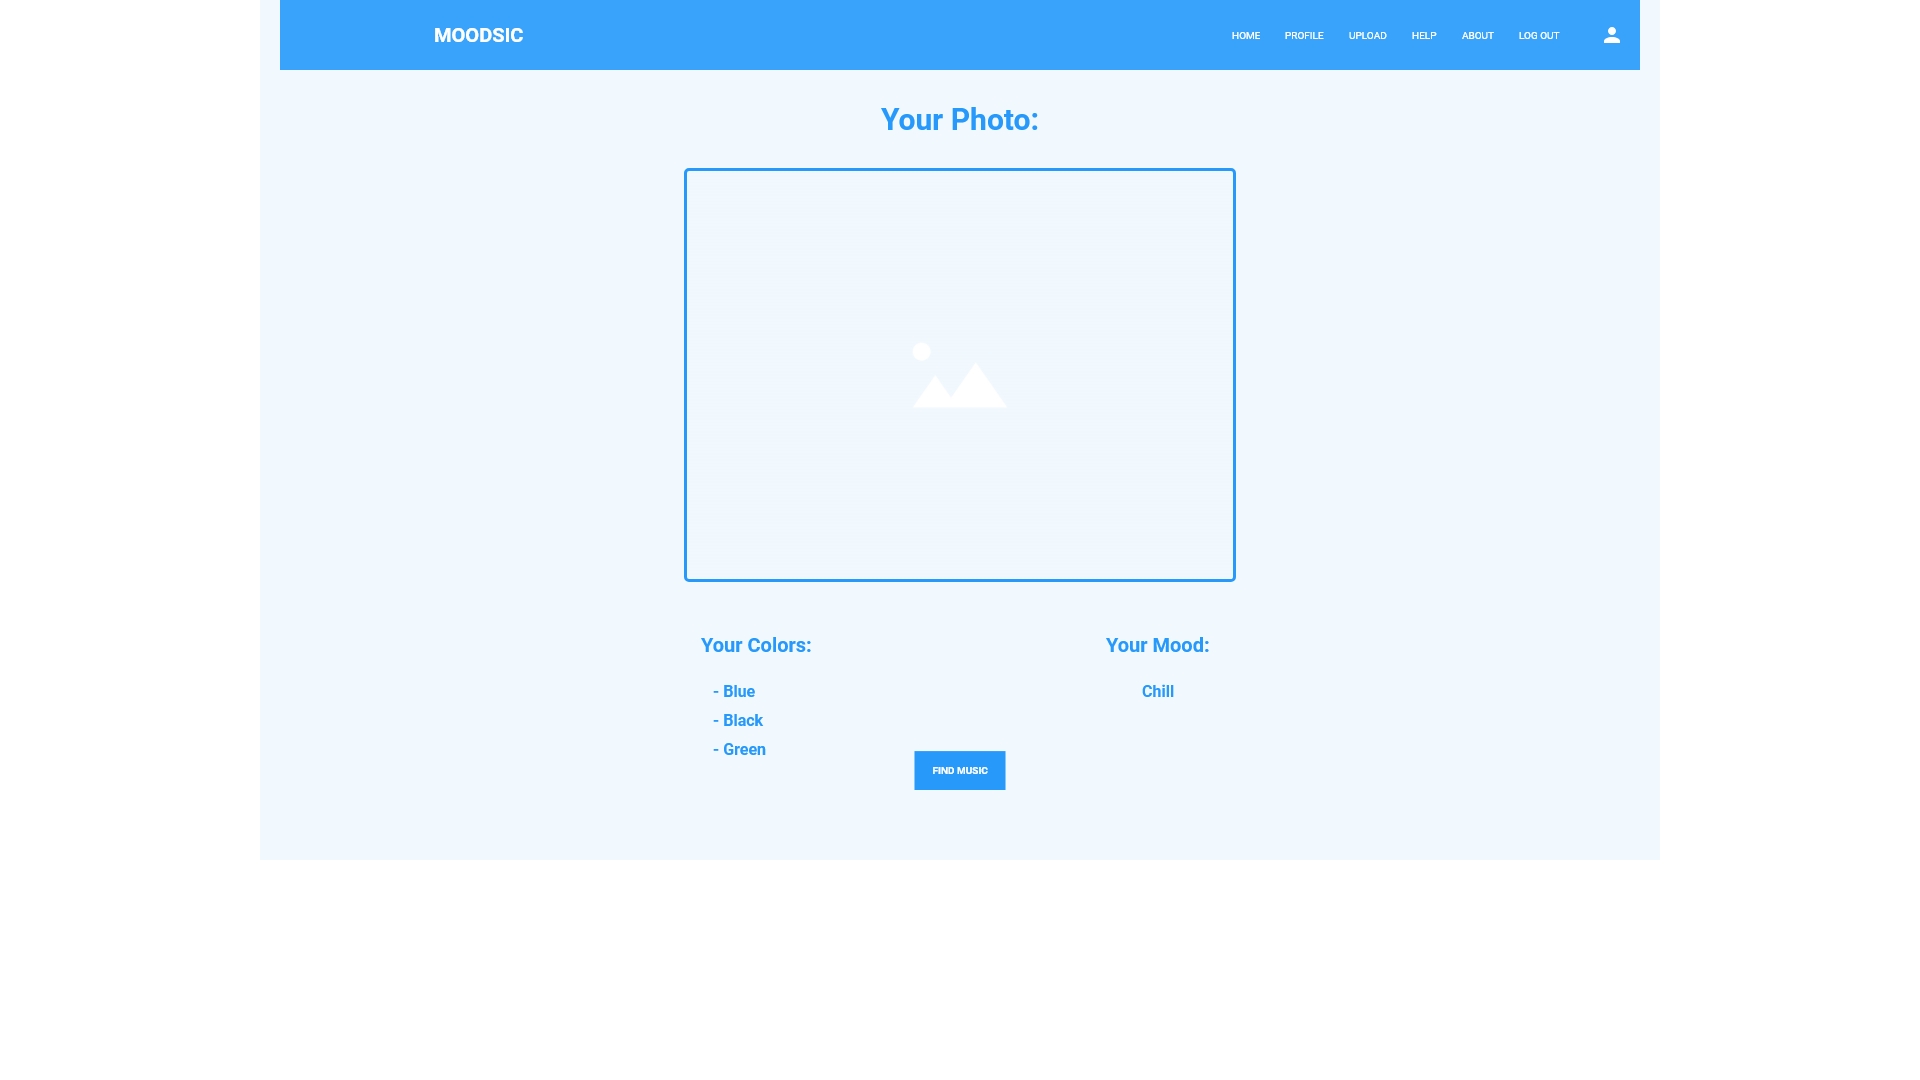 MOODSIC
HOME PROFILE UPLOAD HELP ABOUT LOG OUT
Your Photo:
Your Colors:
- Blue
- Black
- Green
Your Mood:
Chill
FIND MUSIC